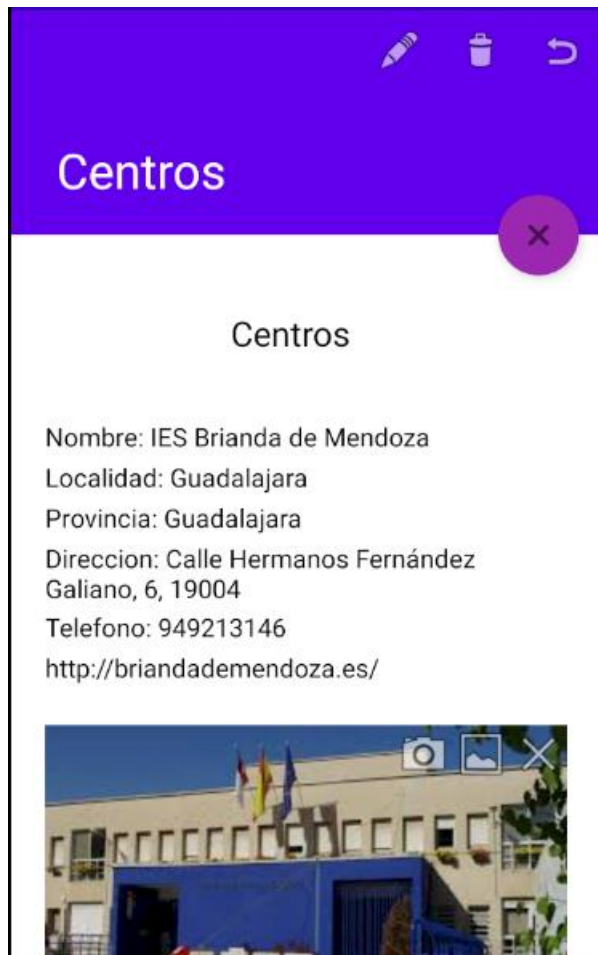 Centros
Centros
Nombre: IES Brianda de Mendoza
Localidad: Guadalajara
Provincia: Guadalajara
Direccion: Calle Hermanos Fernández
Galiano, 6, 19004
Telefono: 949213146
http://briandademendoza.es/